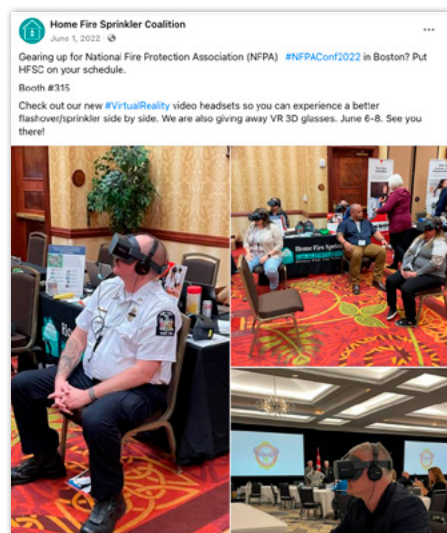 Home Fire Sprinkler Coalition
June 1, 2022 ·
Gearing up for National Fire Protection Association (NFPA) #NFPAConf2022 in Boston? Put
HFSC on your schedule.
Booth #315
Check out our new #VirtualReality video headsets so you can experience a better
flashover/sprinkler side by side. We are also giving away VR 3D glasses. June 6-8. See you
there!
Home Fire Sprin